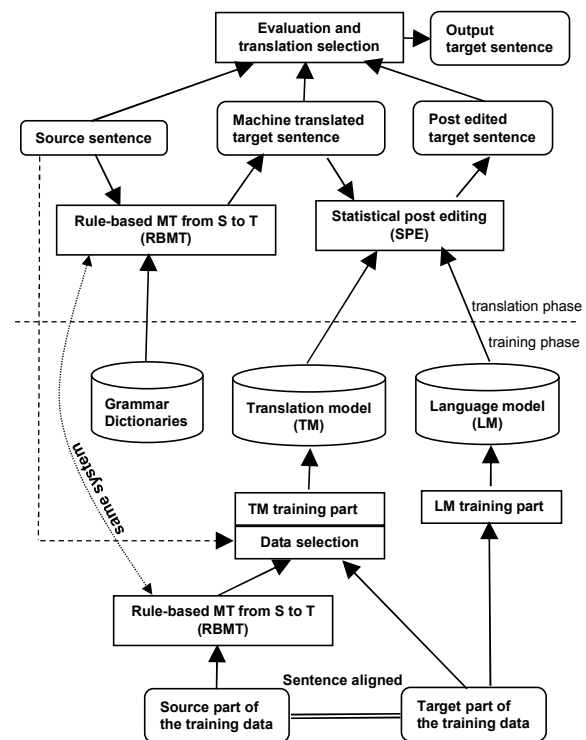 Evaluation and
translation selection
Output
target sentence
Source sentence
Machine translated
target sentence
Post edited
target sentence
Rule-based MT from S to T
(RBMT)
Statistical post editing
(SPE)
translation phase
training phase
Grammar
Dictionaries
Translation model
(TM)
Language model
(LM)
same system
TM training part
Data selection
LM training part
Rule-based MT from S to T
(RBMT)
Sentence aligned
Source part of
the training data
Target part of
the training data